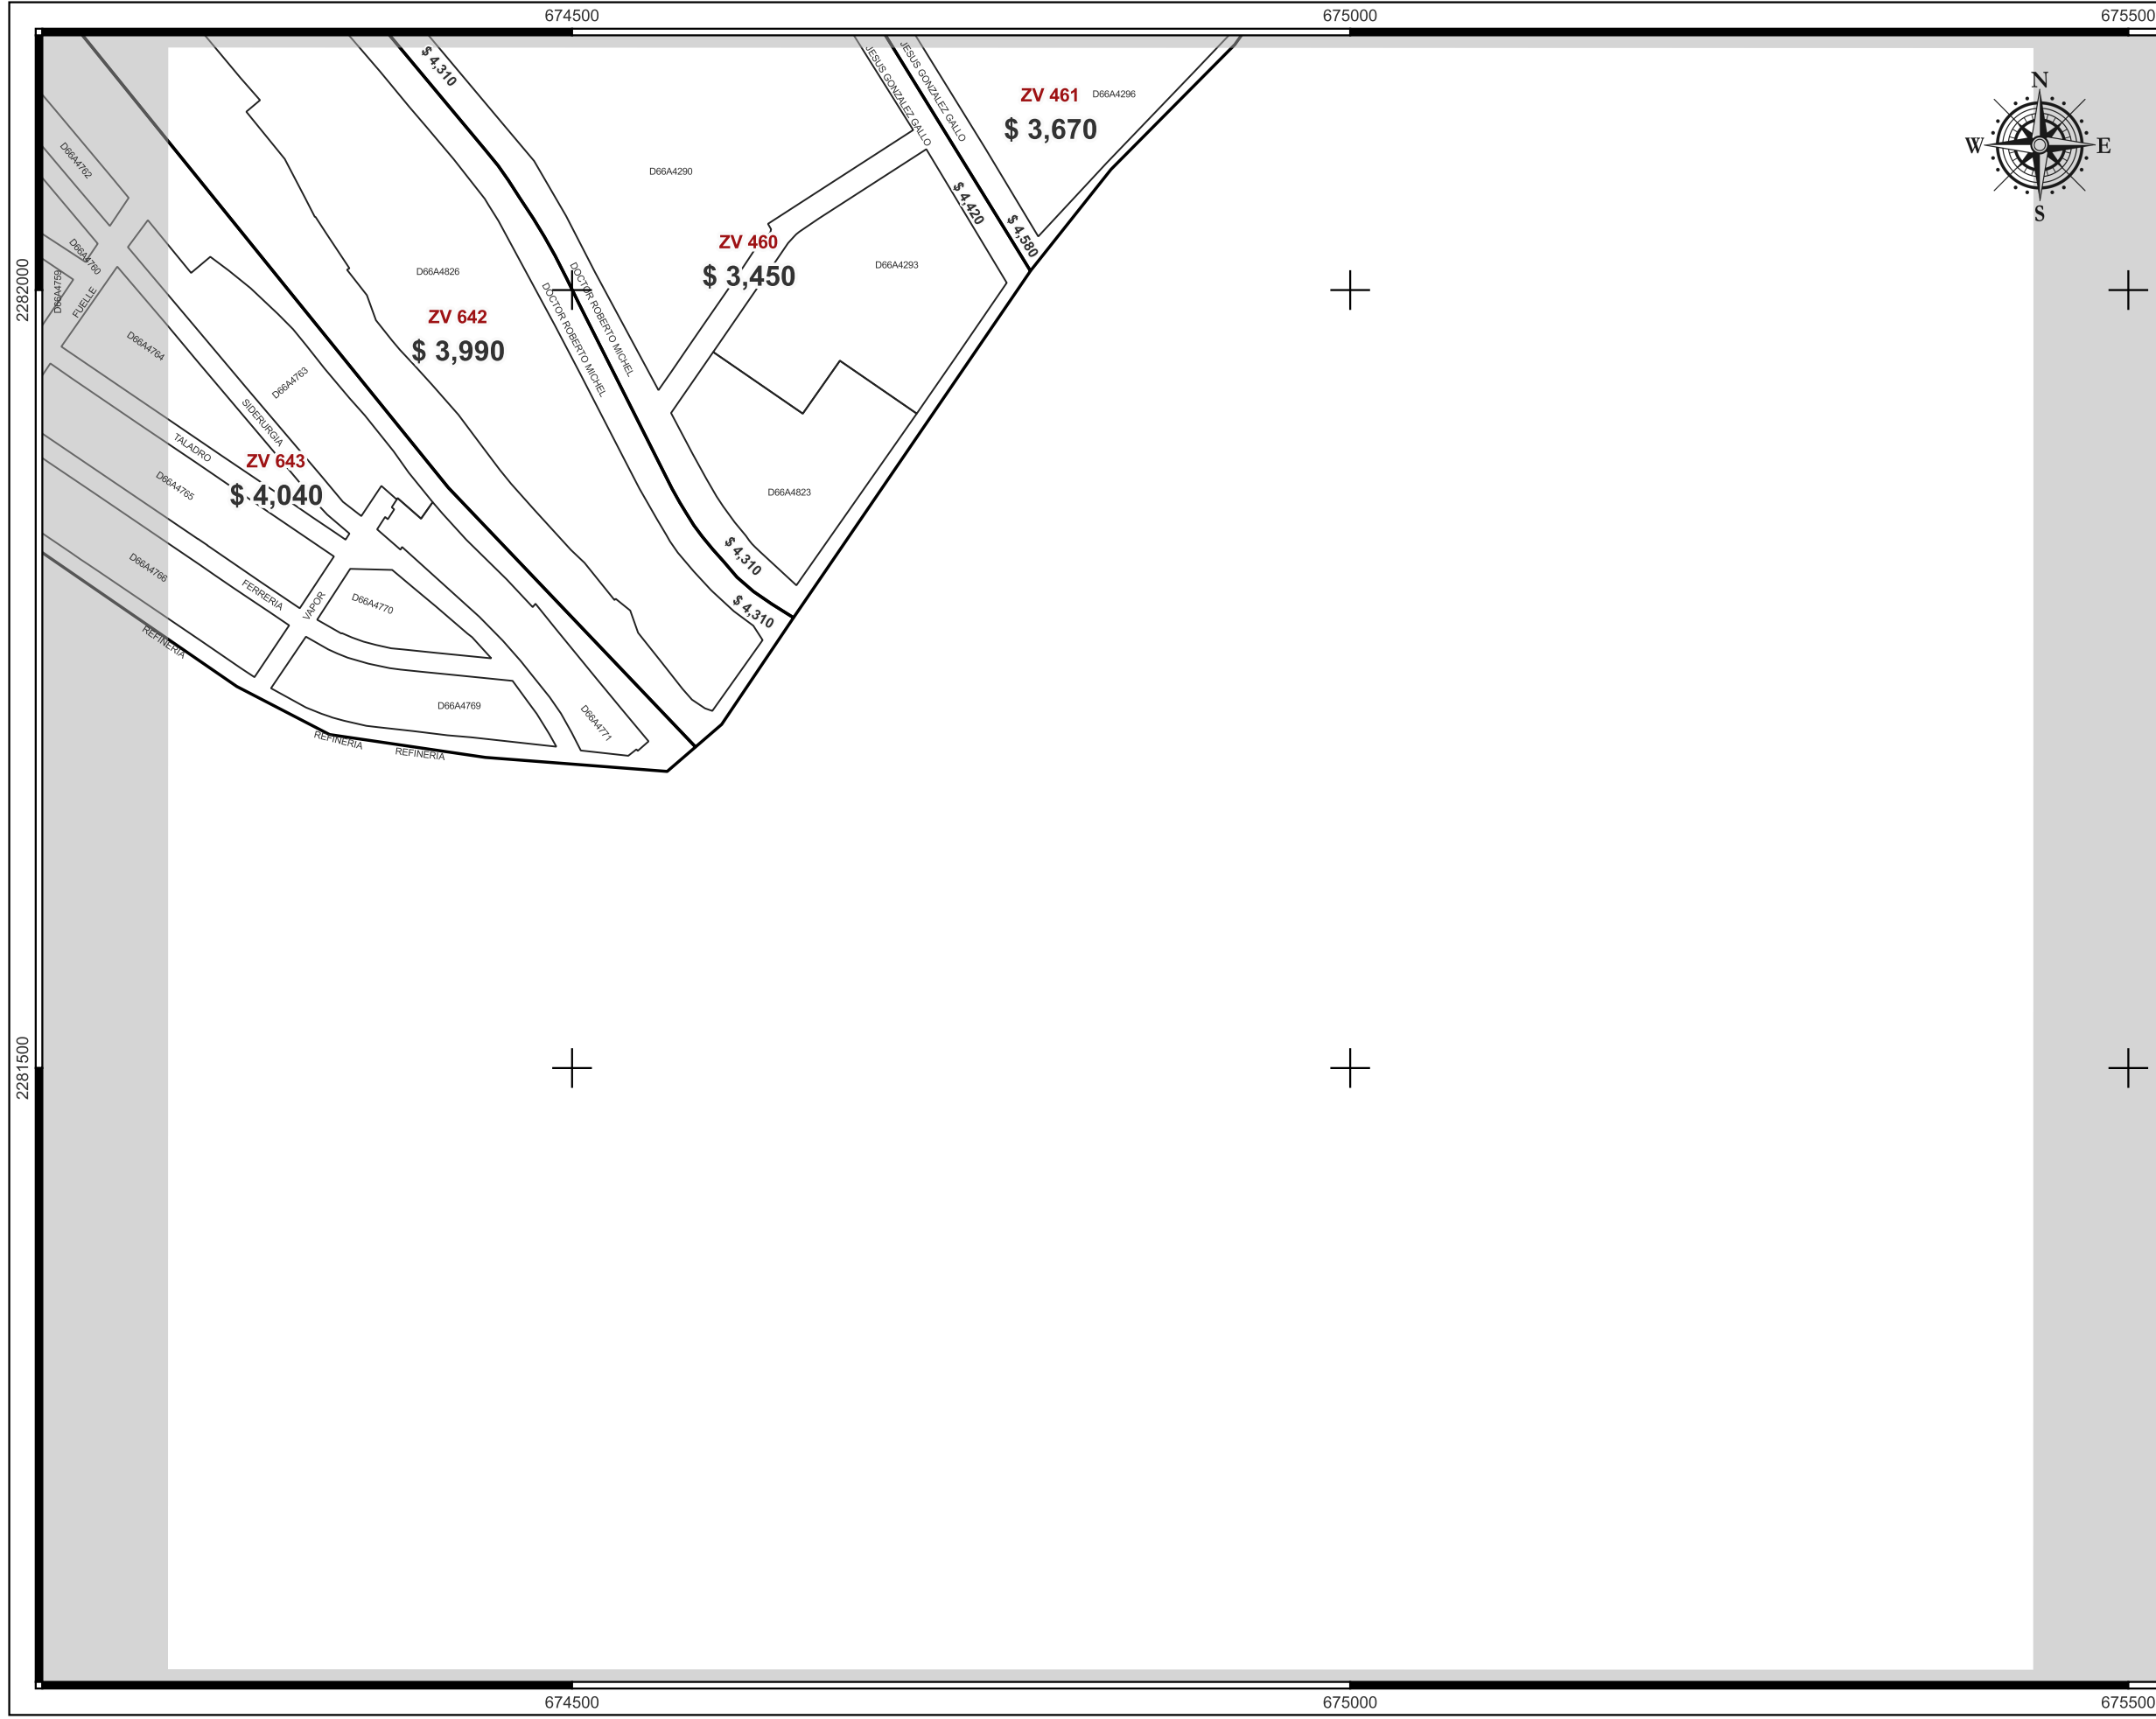 674500
675000
675500
$ 4,310
JESUS GONZALEZ GALLO
JESUS GONZALEZ GALLO
ZV 461
D66A4296
$ 3,670
N
W
E
S
D66A4762
D66A4290
$ 4,420
$ 4,580
ZV 460
$ 3,450
D66A4293
D66A4760
D66A4759
FUELLE
D66A4826
2282000
ZV 642
$ 3,990
DOCTOR ROBERTO MICHEL
DOCTOR ROBERTO MICHEL
D66A4764
D66A4763
SIDERURGIA
TALADRO
ZV 643
$ 4,040
D66A4765
D66A4823
$ 4,310
D66A4766
FERRERIA
VAPOR
D66A4770
$ 4,310
REFINERIA
D66A4769
D66A4771
REFINERIA
REFINERIA
2281500
674500
675000
675500